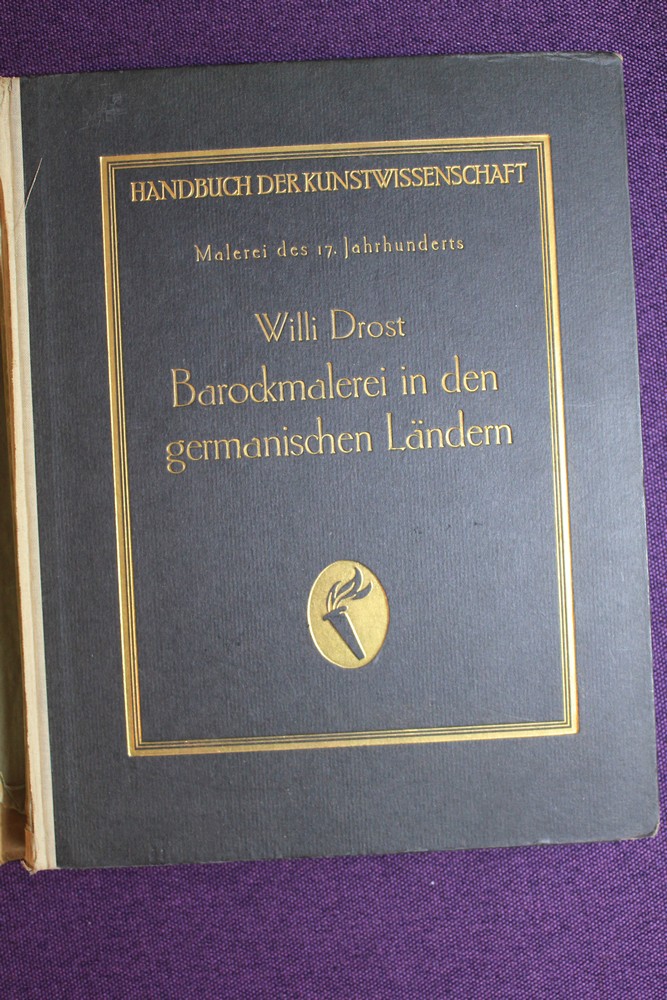 HANDBUCH DER KUNSTWISSENSCHAFT
Malerei des 17. Jahrhunderts
Willi Drost
Barockmalerei in den
germanischen Ländern